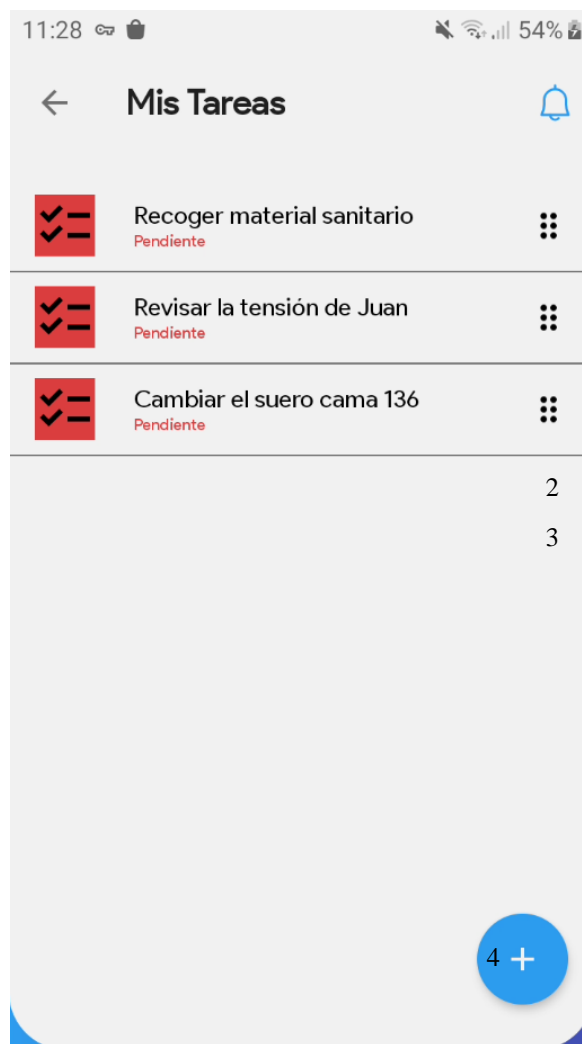 11:28 54%
Mis Tareas
Recoger material sanitario
Pendiente
Revisar la tensión de Juan
Pendiente
Cambiar el suero cama 136
Pendiente
2
3
4 +